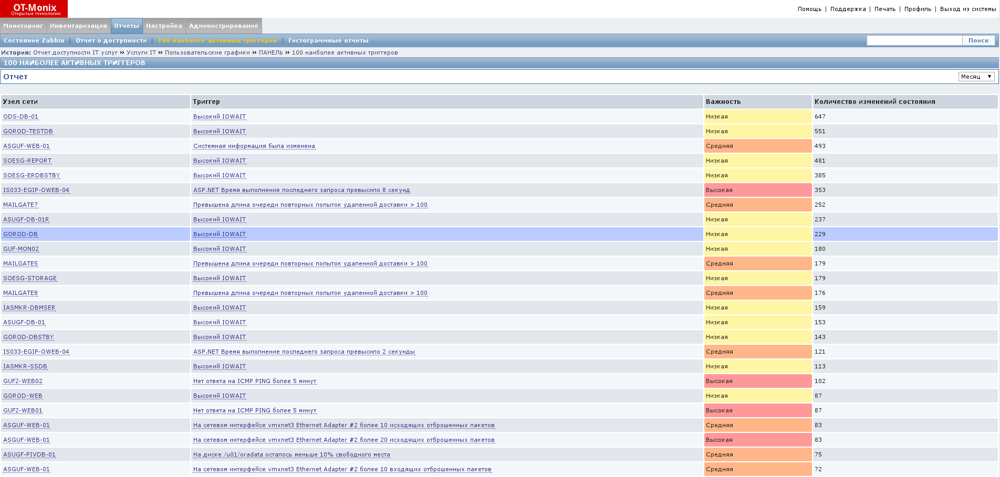 OT-Monix
Открытые технологии
Помощь | Поддержка | Печать | Профиль | Выход из системы
Мониторинг Инвентаризация Отчеты Настройка Администрирование
Состояние Zabbix | Отчет о доступности | 100 наиболее активных триггеров | Гистограммные отчеты Поиск
История: Отчет доступности IT услуг » Услуги IT » Пользовательские графики » ПАНЕЛЬ » 100 наиболее активных триггеров
100 НАИБОЛЕЕ АКТИВНЫХ ТРИГГЕРОВ
Отчет Месяц ▼
Узел сети Триггер Важность Количество изменений состояния
ODS-DB-01 Высокий IOWAIT Низкая 647
GOROD-TESTDB Высокий IOWAIT Низкая 551
ASGUF-WEB-01 Системная информация была изменена Средняя 493
SOESG-REPORT Высокий IOWAIT Низкая 481
SOESG-ERDBSTBY Высокий IOWAIT Низкая 385
IS033-EGIP-OWEB-04 ASP.NET Время выполнение последнего запроса превысило 8 секунд Высокая 353
MAILGATE7 Превышена длина очереди повторных попыток удаленной доставки > 100 Средняя 252
ASUGF-DB-01R Высокий IOWAIT Низкая 237
GOROD-DB Высокий IOWAIT Низкая 229
GUF-MON02 Высокий IOWAIT Низкая 180
MAILGATE5 Превышена длина очереди повторных попыток удаленной доставки > 100 Средняя 179
SOESG-STORAGE Высокий IOWAIT Низкая 179
MAILGATE8 Превышена длина очереди повторных попыток удаленной доставки > 100 Средняя 176
IASMKR-DBMSER Высокий IOWAIT Низкая 159
ASUGF-DB-01 Высокий IOWAIT Низкая 153
GOROD-DBSTBY Высокий IOWAIT Низкая 143
IS033-EGIP-OWEB-04 ASP.NET Время выполнение последнего запроса превысило 2 секунды Средняя 121
IASMKR-SSDB Высокий IOWAIT Низкая 113
GUF2-WEB02 Нет ответа на ICMP PING более 5 минут Высокая 102
GOROD-WEB Высокий IOWAIT Низкая 87
GUF2-WEB01 Нет ответа на ICMP PING более 5 минут Высокая 87
ASGUF-WEB-01 На сетевом интерфейсе vmxnet3 Ethernet Adapter #2 более 10 исходящих отброшенных пакетов Средняя 83
ASGUF-WEB-01 На сетевом интерфейсе vmxnet3 Ethernet Adapter #2 более 20 исходящих отброшенных пакетов Высокая 83
ASUGF-PIVDB-01 На диске /u01/oradata осталось меньше 10% свободного места Средняя 75
ASGUF-WEB-01 На сетевом интерфейсе vmxnet3 Ethernet Adapter #2 более 10 входящих отброшенных пакетов Средняя 72